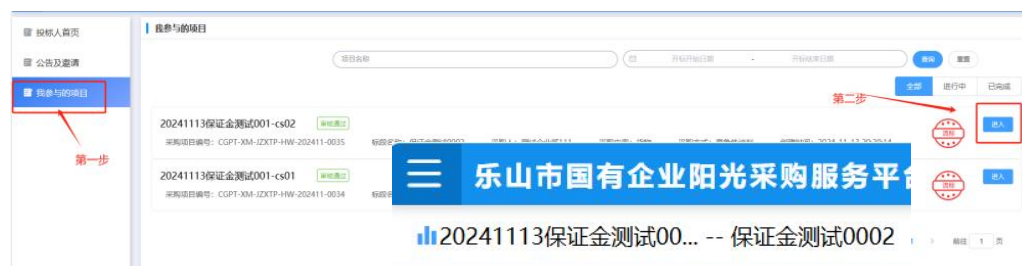 投标人首页
公告及邀请
我参与的项目
第一步
我参与的项目
项目名称
开标开始日期 - 开标结束日期
查询 重置
全部 进行中 已完成
第二步
20241113保证金测试001-cs02 审核通过
采购项目编号：CGPT-XM-JZXTP-HW-202411-0035
流标
进入
20241113保证金测试001-cs01 审核通过
采购项目编号：CGPT-XM-JZXTP-HW-202411-0034
流标
进入
乐山市国有企业阳光采购服务平台
20241113保证金测试00... -- 保证金测试0002
前往 1 页